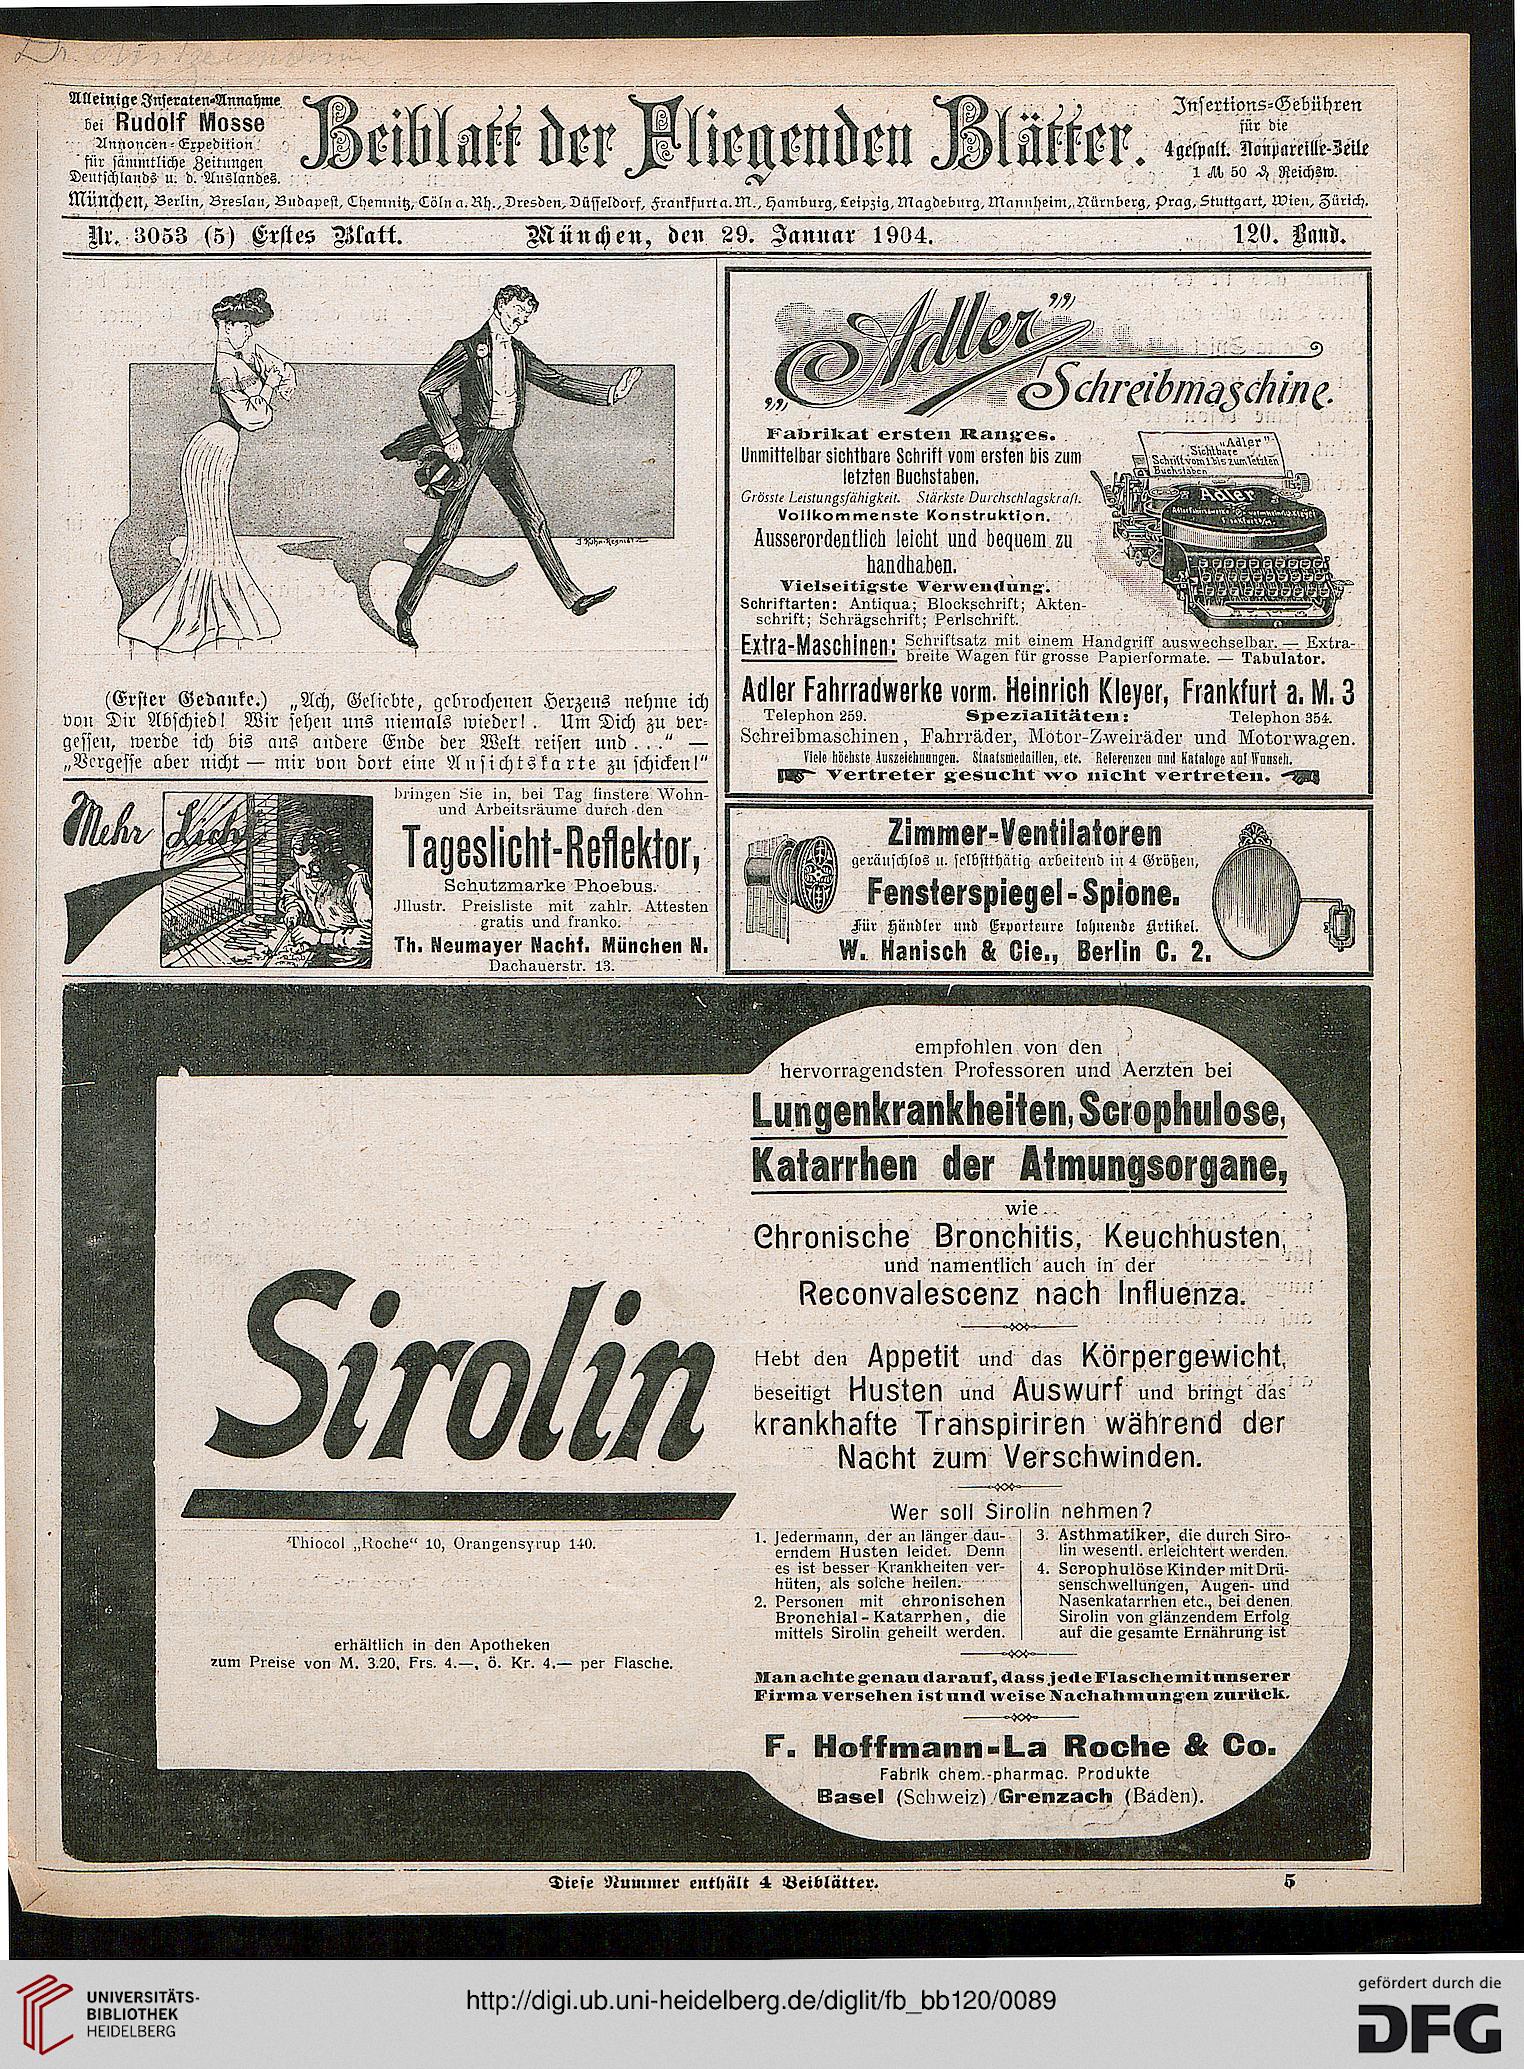 Alleinige Inseraten-Annahme
bei Rudolf Mosse
Annoncen-Expedition
für sämmtliche Zeitungen
Deutschlands u. d. Auslandes.
Beiblatt der Fliegenden Blätter.
Insertions-Gebühren
für die
4gespalt. Nonpareille-Zeile
1 M 50 ₰ Reichsw.
München, Berlin, Breslau, Budapest, Chemnitz, Cöln a. Rh., Dresden, Düsseldorf, Frankfurt a. M., Hamburg, Leipzig, Magdeburg, Mannheim, Nürnberg, Prag, Stuttgart, Wien, Zürich.
Nr. 3053 (5) Erstes Blatt.
München, den 29. Januar 1904.
120. Band.
(Erster Gedanke.) „Ach, Geliebte, gebrochenen Herzens nehme ich
von Dir Abschied! Wir sehen uns niemals wieder! . Um Dich zu ver-
gessen, werde ich bis ans andere Ende der Welt reisen und . . .“ —
„Vergesse aber nicht — mir von dort eine Ansichtskarte zu schicken!“
Mehr Licht
bringen Sie in, bei Tag finstere Wohn-
und Arbeitsräume durch den
Tageslicht-Reflektor,
Schutzmarke Phoebus.
Jllustr. Preisliste mit zahlr. Attesten
gratis und franko.
Th. Neumayer Nachf. München N.
Dachauerstr. 13.
„Adler“
Schreibmaschine.
Fabrikat ersten Ranges.
Unmittelbar sichtbare Schrift vom ersten bis zum
letzten Buchstaben.
Grösste Leistungsfähigkeit. Stärkste Durchschlagskraft.
Vollkommenste Konstruktion.
Ausserordentlich leicht und bequem zu
handhaben.
Vielseitigste Verwendung.
Schriftarten: Antiqua; Blockschrift; Akten-
schrift; Schrägschrift; Perlschrift.
„Adler“
Sichtbare
Schrift vom 1. bis zum letzten
Buchstaben
Adler
Extra-Maschinen: Schriftsatz mit einem Handgriff auswechselbar. — Extra-
breite Wagen für grosse Papierformate. — Tabulator.
Adler Fahrradwerke vorm. Heinrich Kleyer, Frankfurt a. M. 3
Telephon 259. Spezialitäten: Telephon 354.
Schreibmaschinen, Fahrräder, Motor-Zweiräder und Motorwagen.
Viele höchste Auszeichnungen. Staatsmedaillen, etc. Referenzen und Kataloge auf Wunsch.
Vertreter gesucht wo nicht vertreten.
Zimmer-Ventilatoren
geräuschlos u. selbstthätig arbeitend in 4 Größen,
Fensterspiegel-Spione.
Für Händler und Exporteure lohnende Artikel.
W. Hanisch & Cie., Berlin C. 2.
Sirolin
Thiocol „Roche“ 10, Orangensyrup 140.
erhältlich in den Apotheken
zum Preise von M. 3.20, Frs. 4.—, ö. Kr. 4.— per Flasche.
empfohlen von den
hervorragendsten Professoren und Aerzten bei
Lungenkrankheiten, Scrophulose,
Katarrhen der Atmungsorgane,
wie
Chronische Bronchitis, Keuchhusten,
und namentlich auch in der
Reconvalescenz nach Influenza.
Hebt den Appetit und das Körpergewicht,
beseitigt Husten und Auswurf und bringt das
krankhafte Transpiriren während der
Nacht zum Verschwinden.
Wer soll Sirolin nehmen?
1. Jedermann, der an länger dau-
erndem Husten leidet. Denn
es ist besser Krankheiten ver-
hüten, als solche heilen.
2. Personen mit chronischen
Bronchial-Katarrhen, die
mittels Sirolin geheilt werden.
3. Asthmatiker, die durch Siro-
lin wesentl. erleichtert werden.
4. Scrophulöse Kinder mit Drü-
senschwellungen, Augen- und
Nasenkatarrhen etc., bei denen
Sirolin von glänzendem Erfolg
auf die gesamte Ernährung ist
Man achte genau darauf, dass jede Flasche mit unserer
Firma versehen ist und weise Nachahmungen zurück.
F. Hoffmann-La Roche & Co.
Fabrik chem.-pharmac. Produkte
Basel (Schweiz) Grenzach (Baden).
Diese Nummer enthält 4 Beiblätter.
5
UNIVERSITÄTS-
BIBLIOTHEK
HEIDELBERG
http://digi.ub.uni-heidelberg.de/diglit/fb_bb120/0089
gefördert durch die
DFG